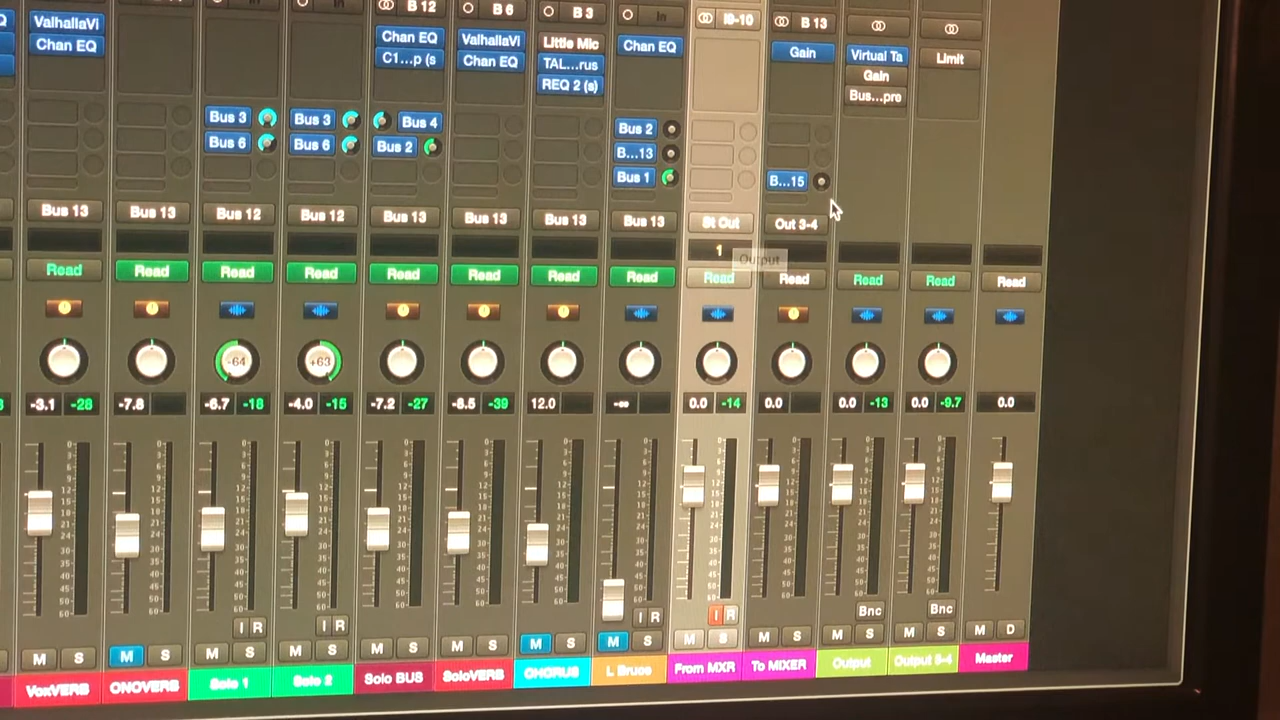 B 12
B 6
B 3
In
I9-10
B 13
ValhallaVi
Chan EQ
Chan EQ
C1...p (s
ValhallaVi
Chan EQ
Little Mic
TAL...rus
REQ 2 (s)
Chan EQ
Gain
Virtual Ta
Gain
Bus...pre
Limit
Bus 3
Bus 3
Bus 4
Bus 2
Bus 6
Bus 6
Bus 2
B...13
Bus 1
B...15
Bus 13
Bus 13
Bus 12
Bus 12
Bus 13
Bus 13
Bus 13
Bus 13
St Out
Out 3-4
1
Output
Read
Read
Read
Read
Read
Read
Read
Read
Read
Read
Read
Read
Read
-64
+63
-3.1 -28
-7.8
-6.7 -18
-4.0 -15
-7.2 -27
-8.5 -39
12.0
-∞
0.0 -14
0.0
0.0 -13
0.0 -9.7
0.0
I R
I R
I R
I R
Bnc
Bnc
M S
M S
M S
M S
M S
M S
M S
M S
M S
M S
M S
M S
M D
VoxVERB
ONOVERB
Solo 1
Solo 2
Solo BUS
SoloVERB
CHORUS
L Bruce
From MXR
To MIXER
Output
Output 3-4
Master